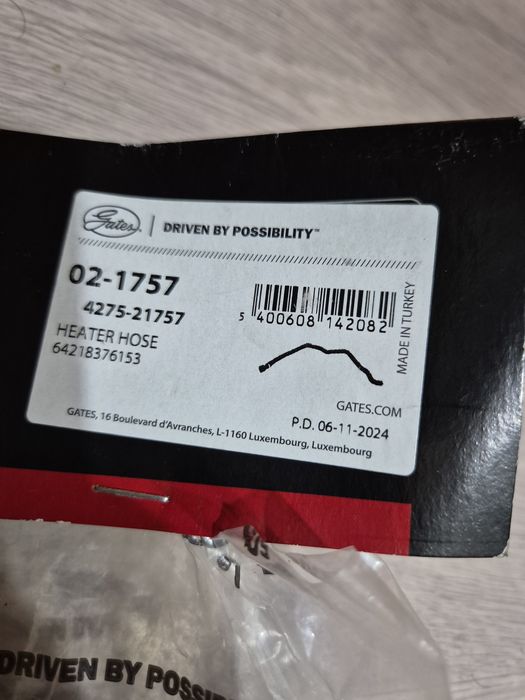 Gates | DRIVEN BY POSSIBILITY™
02-1757
4275-21757
HEATER HOSE
64218376153
5 400608 142082
MADE IN TURKEY
GATES.COM
P.D. 06-11-2024
GATES, 16 Boulevard d'Avranches, L-1160 Luxembourg, Luxembourg
DRIVEN BY